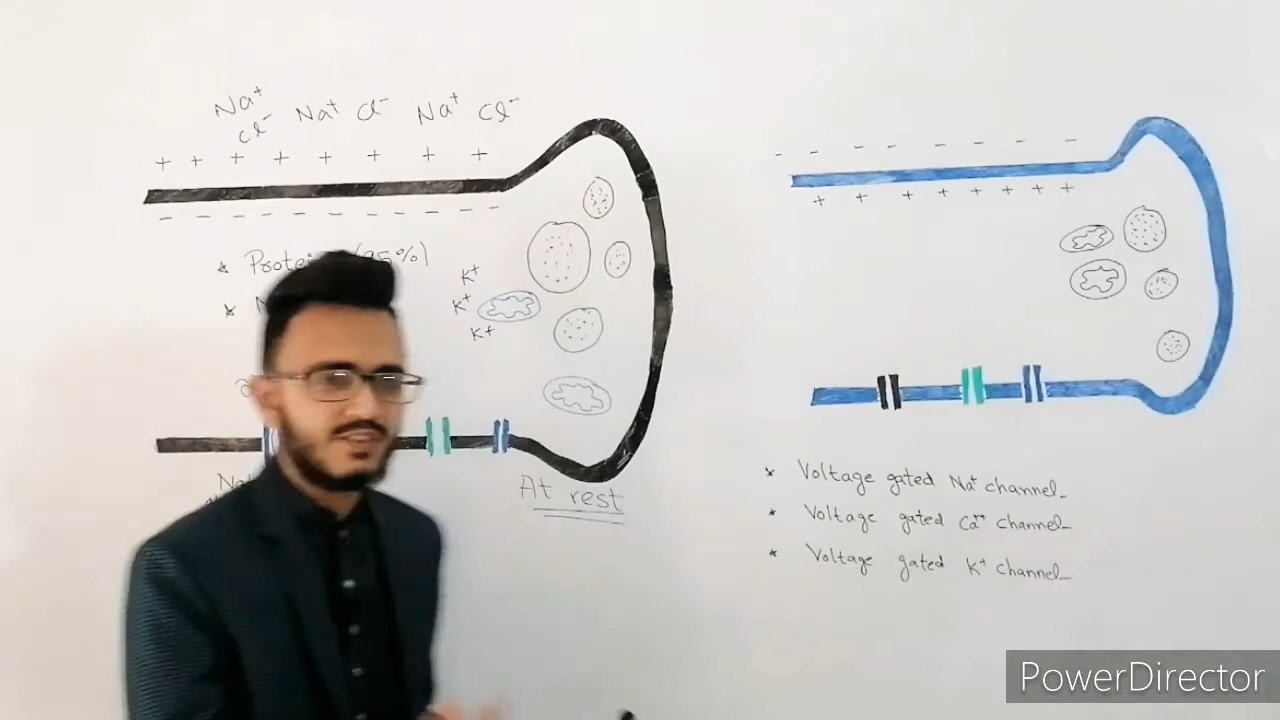 Na⁺ Na⁺ Cl⁻ Na⁺ Cl⁻
Cl⁻
+ + + + + + + +
− − − − − − − − −
* (95%)
*
K⁺
K⁺
K⁺
At rest
− − − − − − −
+ + + + + + +
* Voltage gated Na⁺ channel
* Voltage gated Ca⁺⁺ channel
* Voltage gated K⁺ channel
PowerDirector